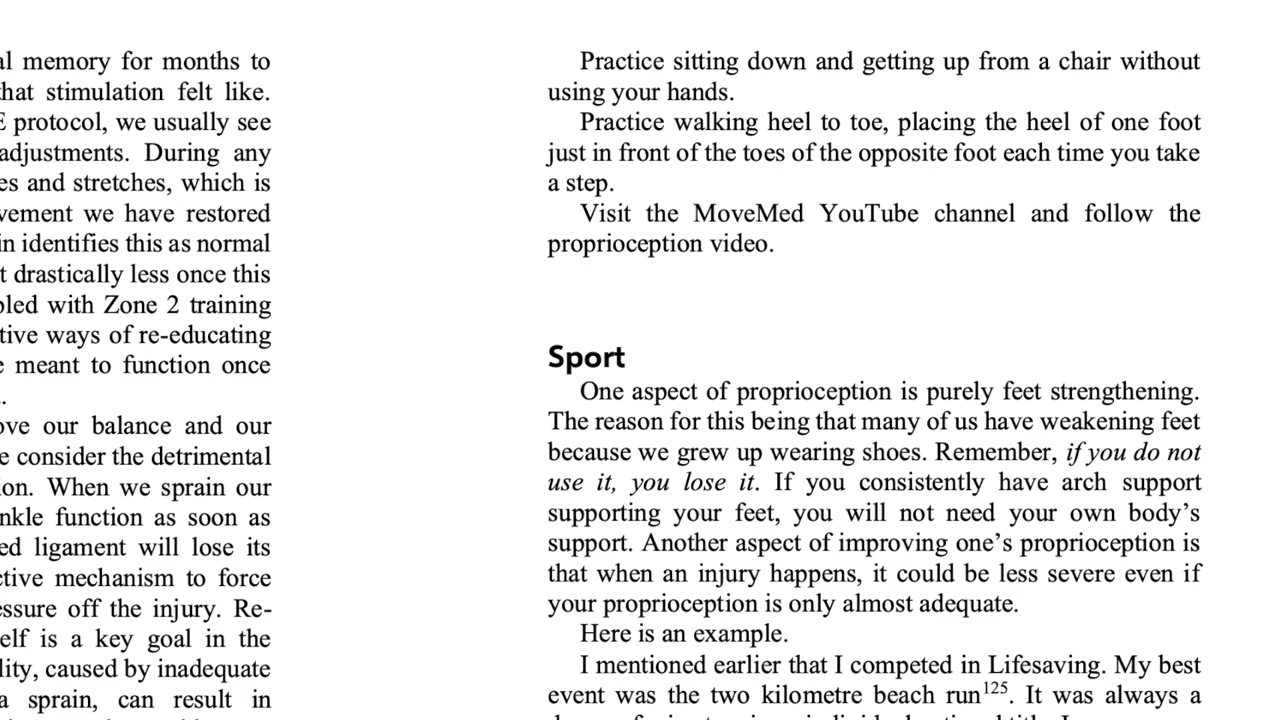 al memory for months to
that stimulation felt like.
E protocol, we usually see
adjustments. During any
es and stretches, which is
vement we have restored
in identifies this as normal
t drastically less once this
pled with Zone 2 training
tive ways of re-educating
e meant to function once
.
ove our balance and our
e consider the detrimental
ion. When we sprain our
nkle function as soon as
ed ligament will lose its
ctive mechanism to force
essure off the injury. Re-
elf is a key goal in the
lity, caused by inadequate
a sprain, can result in
Practice sitting down and getting up from a chair without
using your hands.
Practice walking heel to toe, placing the heel of one foot
just in front of the toes of the opposite foot each time you take
a step.
Visit the MoveMed YouTube channel and follow the
proprioception video.
Sport
One aspect of proprioception is purely feet strengthening.
The reason for this being that many of us have weakening feet
because we grew up wearing shoes. Remember, if you do not
use it, you lose it. If you consistently have arch support
supporting your feet, you will not need your own body’s
support. Another aspect of improving one’s proprioception is
that when an injury happens, it could be less severe even if
your proprioception is only almost adequate.
Here is an example.
I mentioned earlier that I competed in Lifesaving. My best
event was the two kilometre beach run125. It was always a